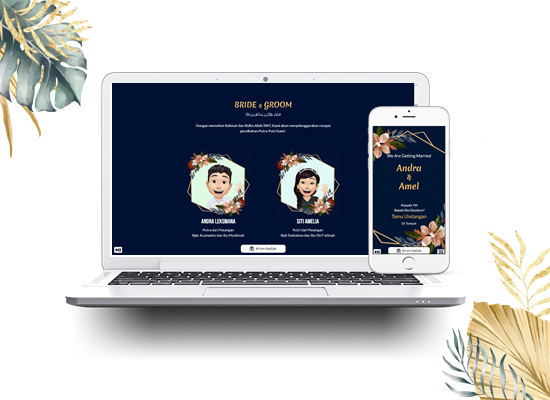 BRIDE & GROOM
Dengan memohon Rahmat dan Ridho Allah SWT, Kami akan menyelenggarakan resepsi
pernikahan Putra-Putri kami :
ANDRA LEKSMANA
Putra dari Pasangan
Bpk. Kusmanto dan Ibu Mudrikah
SITI AMELIA
Putri dari Pasangan
Bpk Soekarno dan Ibu Siti Fatimah
Kirim Hadiah
We Are Getting Married
Andra
&
Amel
Kepada Yth
Bapak/Ibu/Saudara/i
Tamu Undangan
Di Tempat
Kirim Hadiah